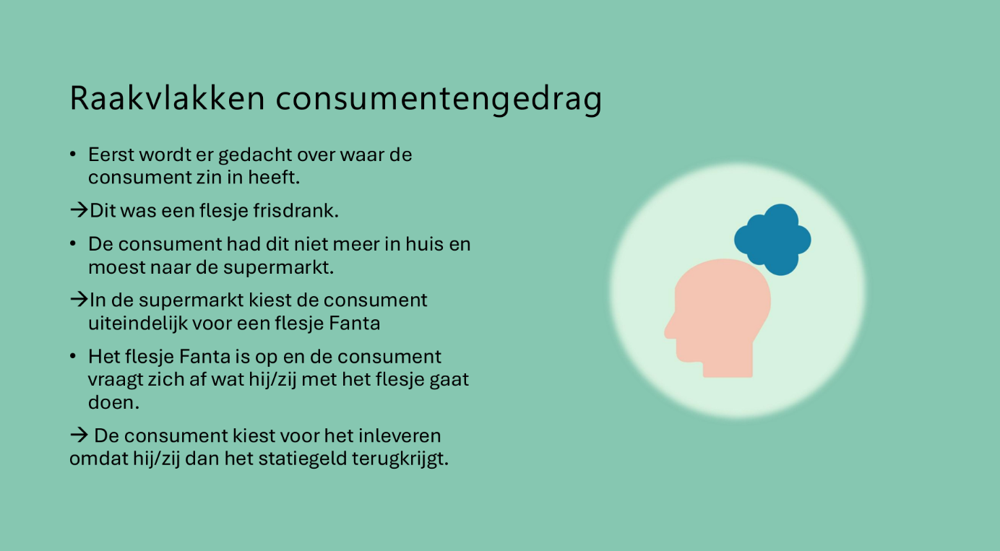 Raakvlakken consumentengedrag
• Eerst wordt er gedacht over waar de
consument zin in heeft.
→Dit was een flesje frisdrank.
• De consument had dit niet meer in huis en
moest naar de supermarkt.
→In de supermarkt kiest de consument
uiteindelijk voor een flesje Fanta
• Het flesje Fanta is op en de consument
vraagt zich af wat hij/zij met het flesje gaat
doen.
→ De consument kiest voor het inleveren
omdat hij/zij dan het statiegeld terugkrijgt.